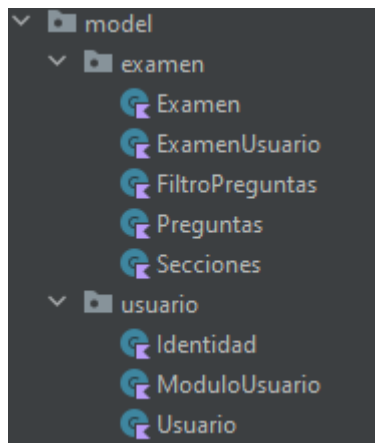 model
examen
Examen
ExamenUsuario
FiltroPreguntas
Preguntas
Secciones
usuario
Identidad
ModuloUsuario
Usuario